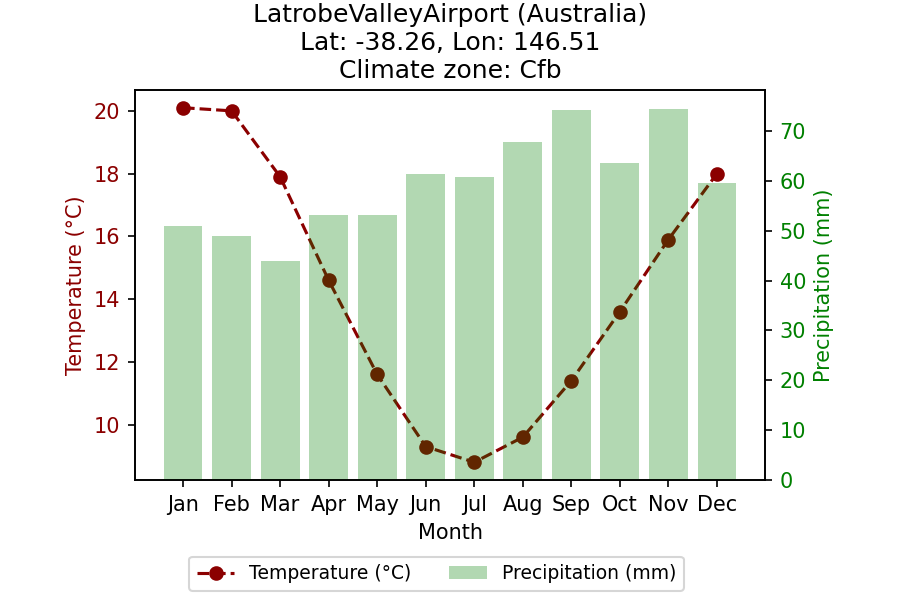 LatrobeValleyAirport (Australia)
Lat: -38.26, Lon: 146.51
Climate zone: Cfb
20
18
16
14
12
10
Temperature (°C)
70
60
50
40
30
20
10
0
Precipitation (mm)
Jan Feb Mar Apr May Jun Jul Aug Sep Oct Nov Dec
Month
Temperature (°C) Precipitation (mm)